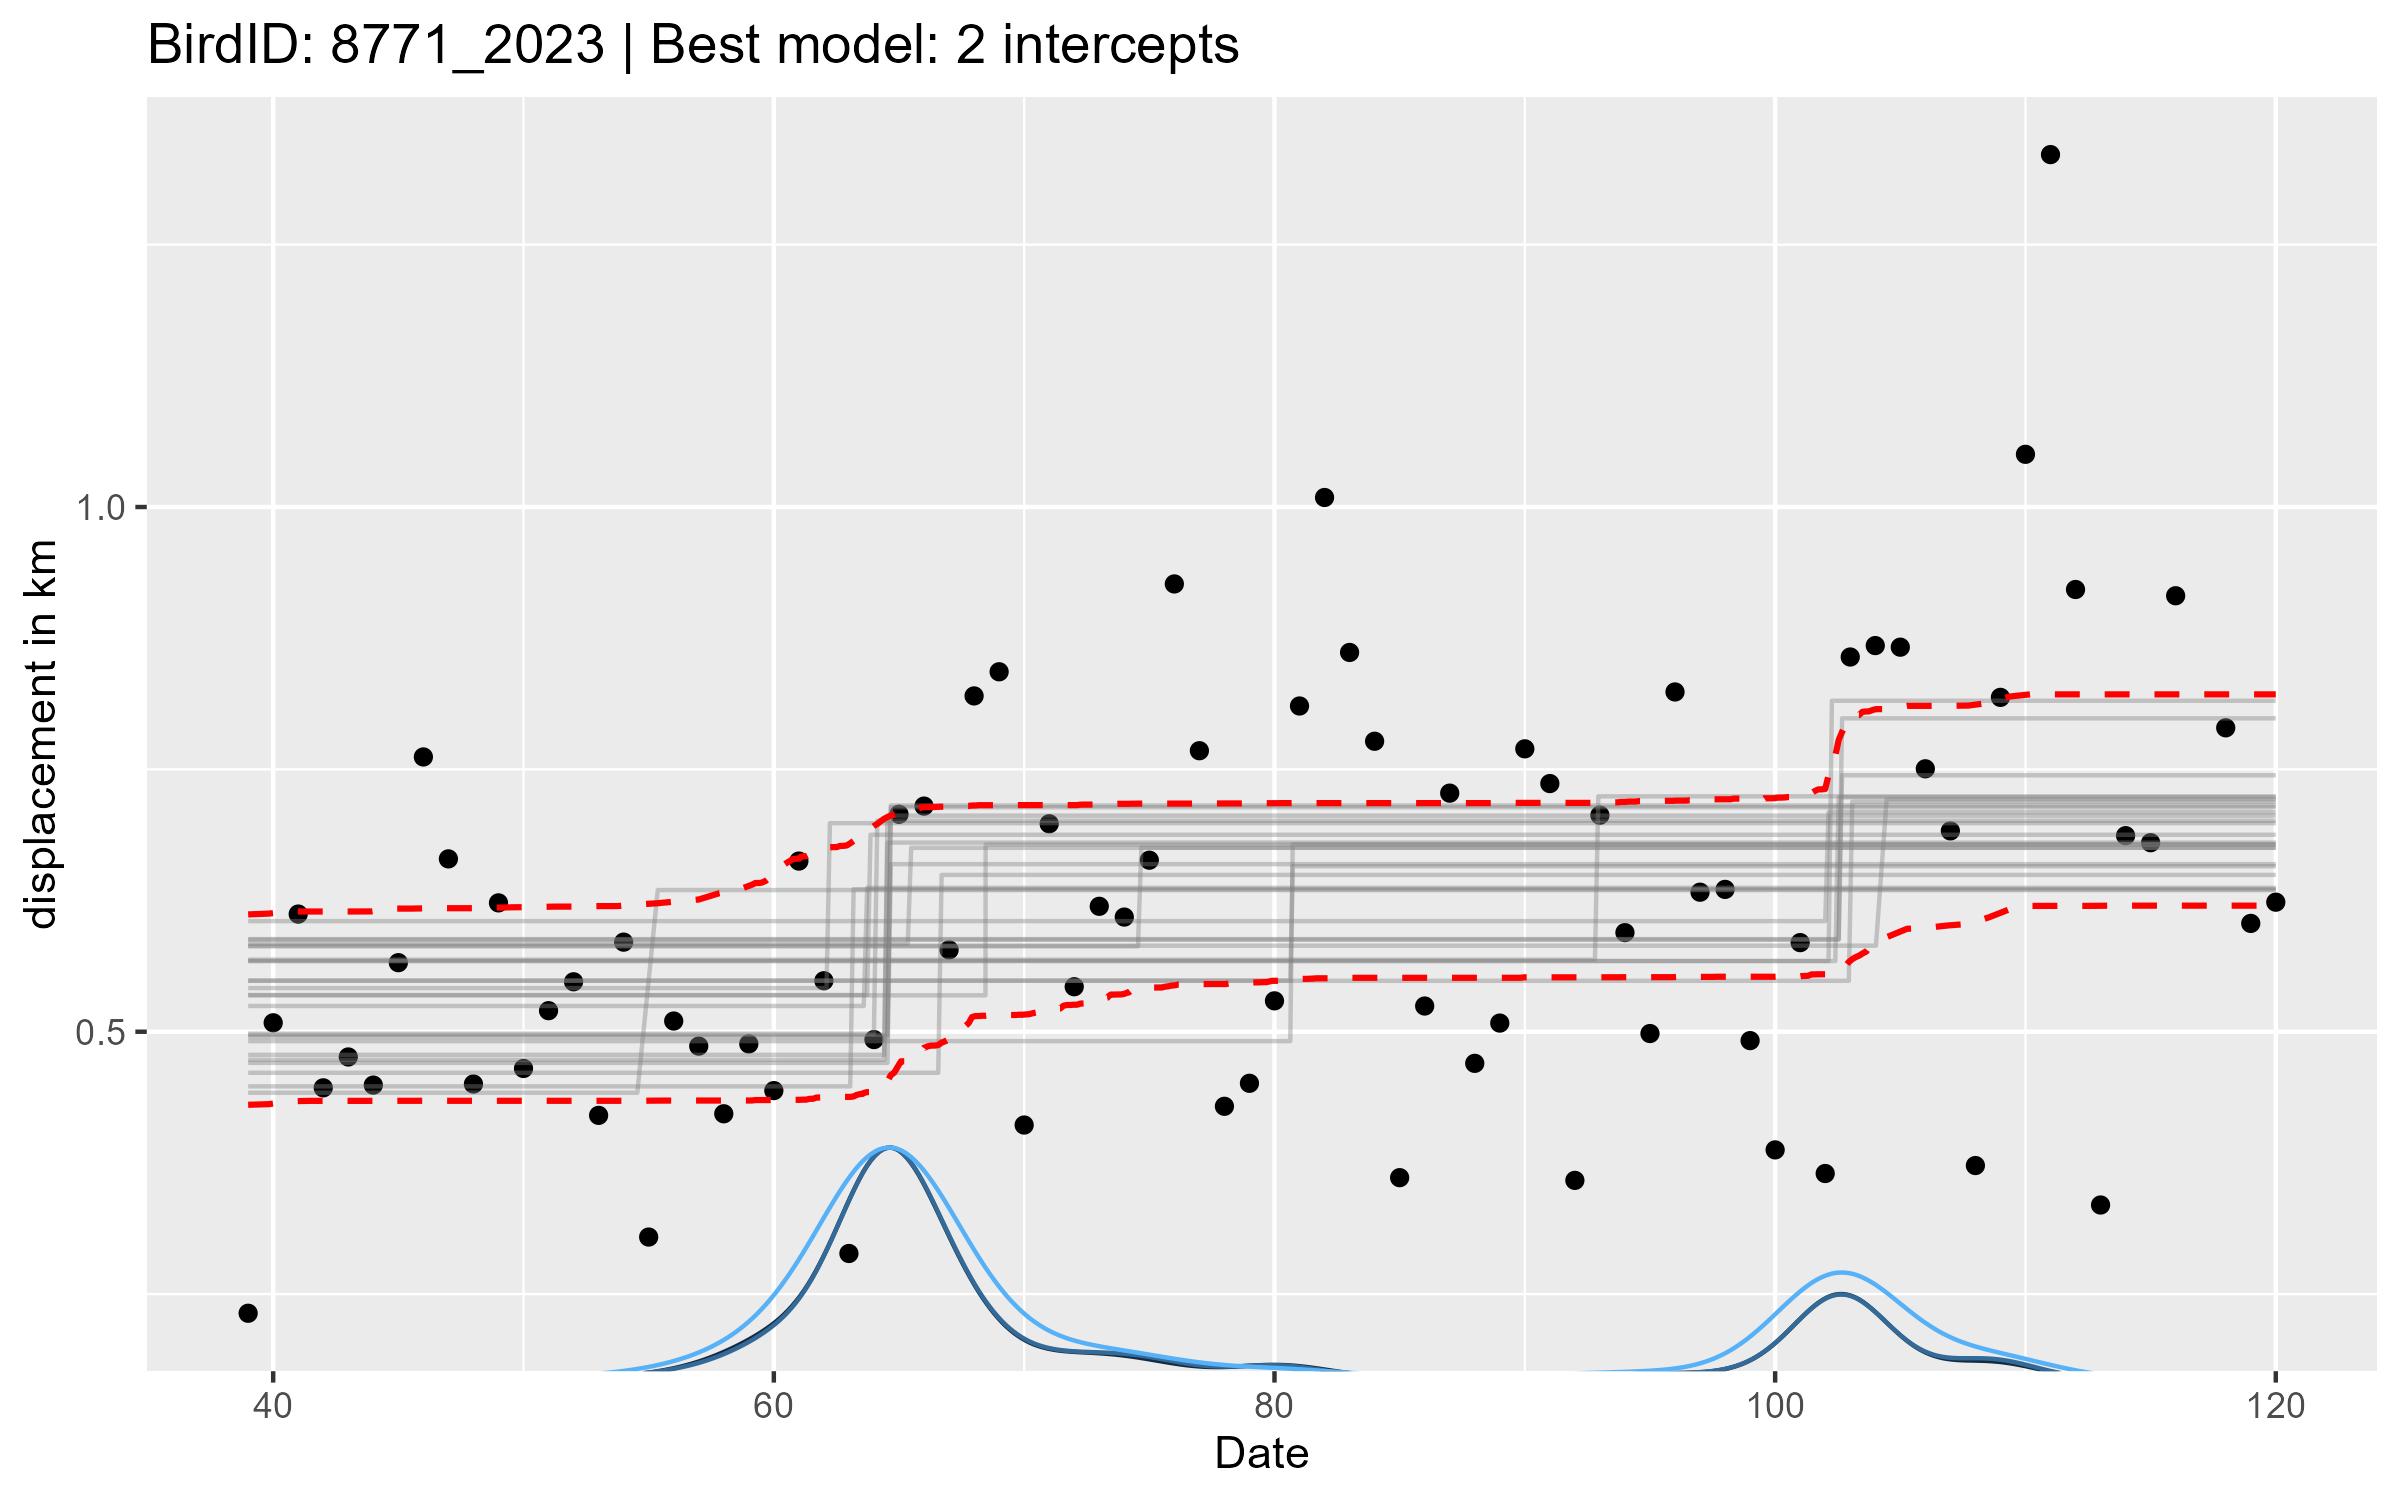 BirdID: 8771_2023 | Best model: 2 intercepts
displacement in km
1.0
0.5
40 60 80 100 120
Date